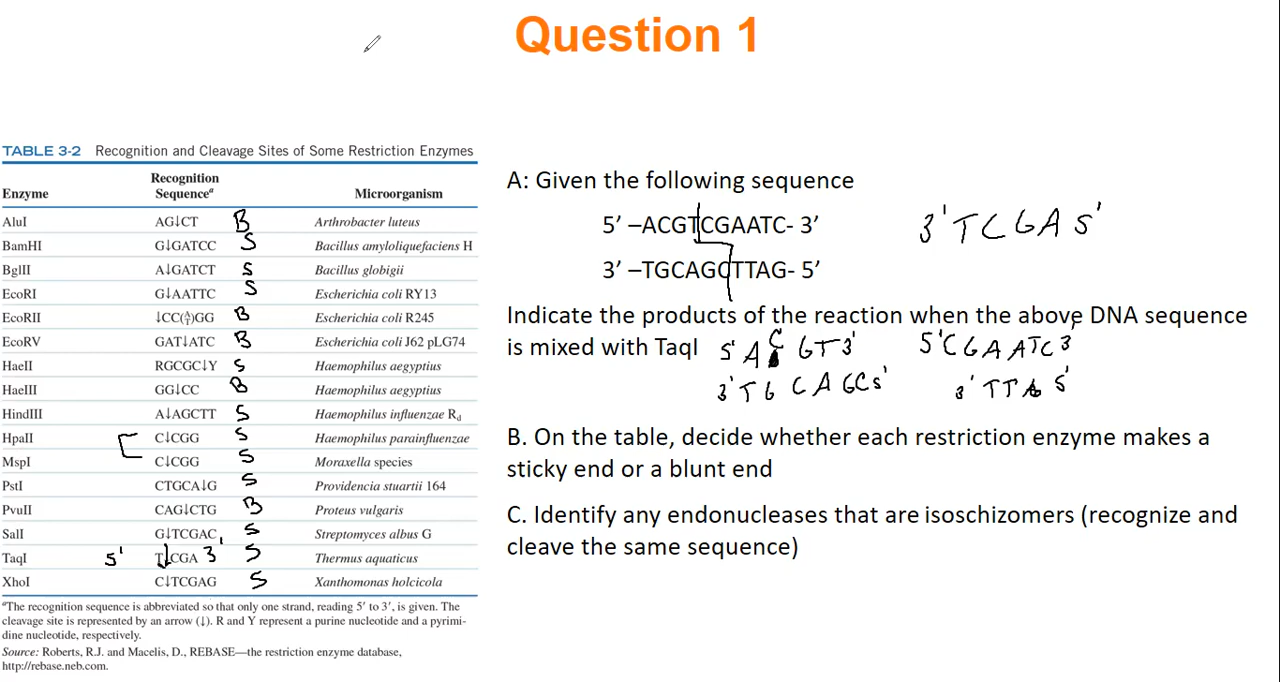 Question 1
TABLE 3-2 Recognition and Cleavage Sites of Some Restriction Enzymes
Enzyme Recognition Sequenceᵃ Microorganism
AluI AG↓CT B Arthrobacter luteus
BamHI G↓GATCC S Bacillus amyloliquefaciens H
BglII A↓GATCT S Bacillus globigii
EcoRI G↓AATTC S Escherichia coli RY13
EcoRII ↓CC(A/T)GG B Escherichia coli R245
EcoRV GAT↓ATC B Escherichia coli J62 pLG74
HaeII RGCGC↓Y S Haemophilus aegyptius
HaeIII GG↓CC B Haemophilus aegyptius
HindIII A↓AGCTT S Haemophilus influenzae Rd
HpaII C↓CGG S Haemophilus parainfluenzae
MspI C↓CGG S Moraxella species
PstI CTGCA↓G S Providencia stuartii 164
PvuII CAG↓CTG B Proteus vulgaris
SalI G↓TCGAC S Streptomyces albus G
TaqI 5' T↓CGA 3' S Thermus aquaticus
XhoI C↓TCGAG S Xanthomonas holcicola
ᵃThe recognition sequence is abbreviated so that only one strand, reading 5′ to 3′, is given. The
cleavage site is represented by an arrow (↓). R and Y represent a purine nucleotide and a pyrimi-
dine nucleotide, respectively.
Source: Roberts, R.J. and Macelis, D., REBASE—the restriction enzyme database,
http://rebase.neb.com.
A: Given the following sequence
5’ –ACGTCGAATC- 3’
3' TCGA 5'
3’ –TGCAGCTTAG- 5’
Indicate the products of the reaction when the above DNA sequence
is mixed with TaqI
5' ACGT 3' 5' CGAATC 3'
3' TGCAGC 5' 3' TTAG 5'
B. On the table, decide whether each restriction enzyme makes a
sticky end or a blunt end
C. Identify any endonucleases that are isoschizomers (recognize and
cleave the same sequence)